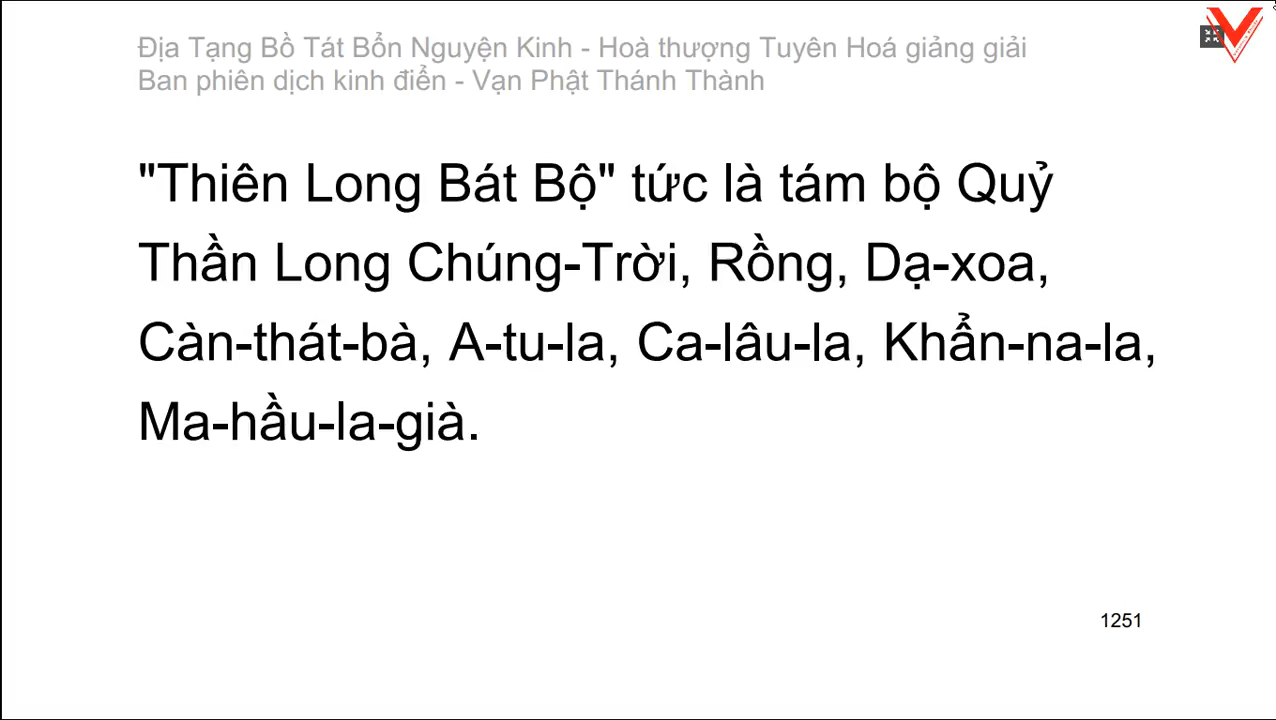 Địa Tạng Bồ Tát Bổn Nguyện Kinh - Hoà thượng Tuyên Hoá giảng giải
Ban phiên dịch kinh điển - Vạn Phật Thánh Thành
"Thiên Long Bát Bộ" tức là tám bộ Quỷ
Thần Long Chúng-Trời, Rồng, Dạ-xoa,
Càn-thát-bà, A-tu-la, Ca-lâu-la, Khẩn-na-la,
Ma-hầu-la-già.
1251